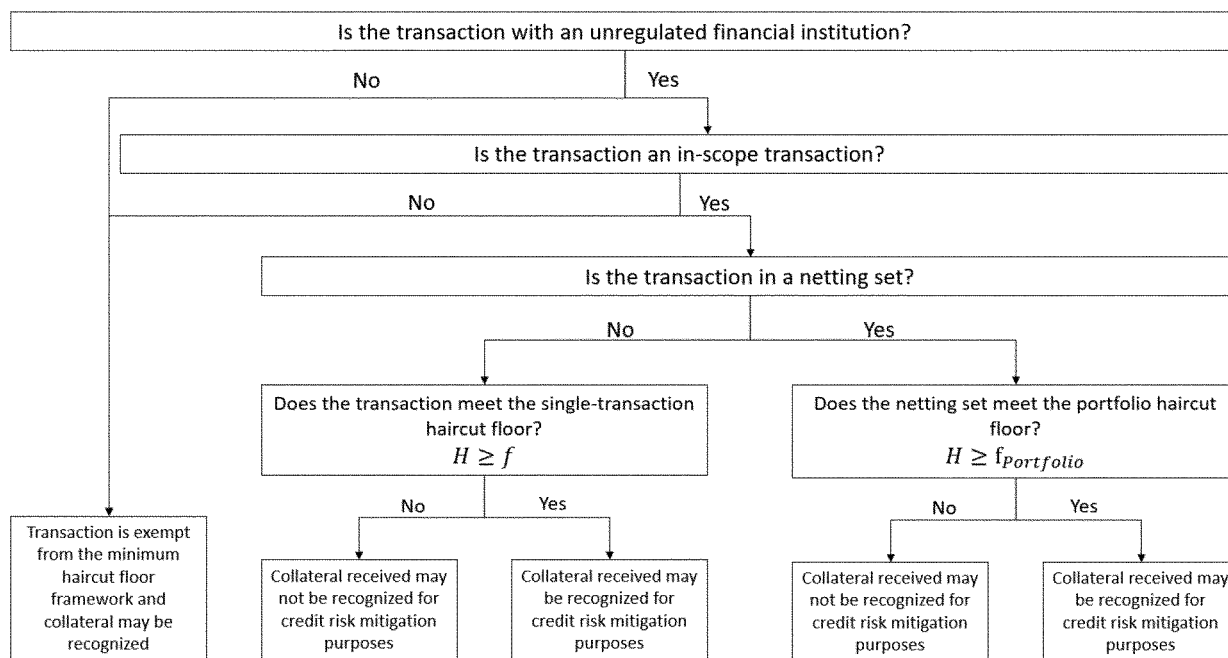 Is the transaction with an unregulated financial institution?
No
Yes
Is the transaction an in-scope transaction?
No
Yes
Is the transaction in a netting set?
No
Yes
Does the transaction meet the single-transaction
haircut floor?
H ≥ f
Does the netting set meet the portfolio haircut
floor?
H ≥ f_Portfolio
No
Yes
No
Yes
Transaction is exempt
from the minimum
haircut floor
framework and
collateral may be
recognized
Collateral received may
not be recognized for
credit risk mitigation
purposes
Collateral received may
be recognized for
credit risk mitigation
purposes
Collateral received may
not be recognized for
credit risk mitigation
purposes
Collateral received may
be recognized for
credit risk mitigation
purposes